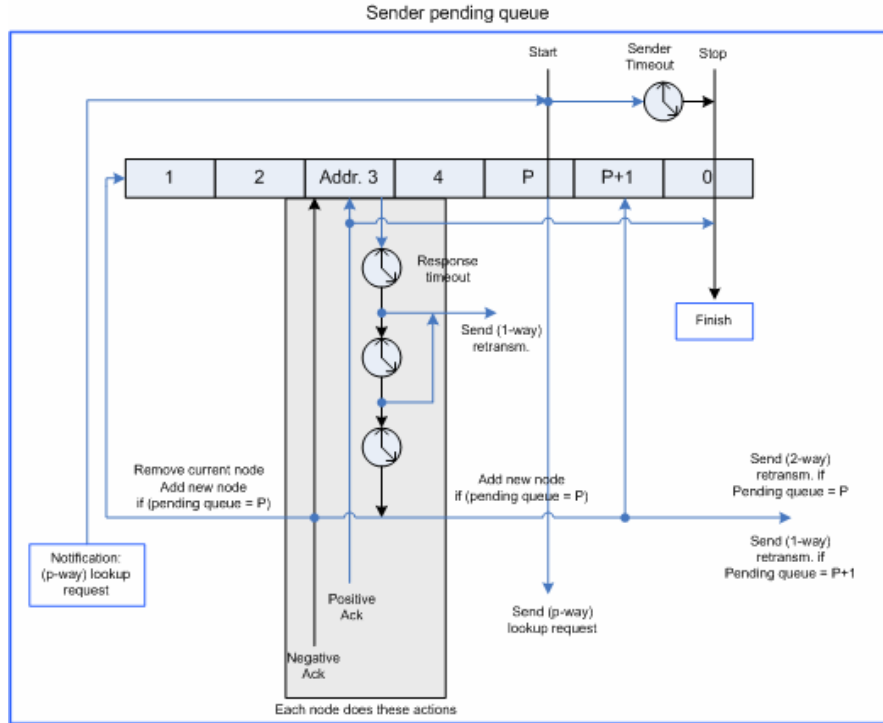 Sender pending queue
Start
Sender
Timeout
Stop
1 2 Addr. 3 4 P P+1 0
Response
timeout
Send (1-way)
retransm.
Finish
Remove current node
Add new node
if (pending queue = P)
Add new node
if (pending queue = P)
Send (2-way)
retransm. if
Pending queue = P
Send (1-way)
retransm. if
Pending queue = P+1
Notification:
(p-way) lookup
request
Positive
Ack
Send (p-way)
lookup request
Negative
Ack
Each node does these actions